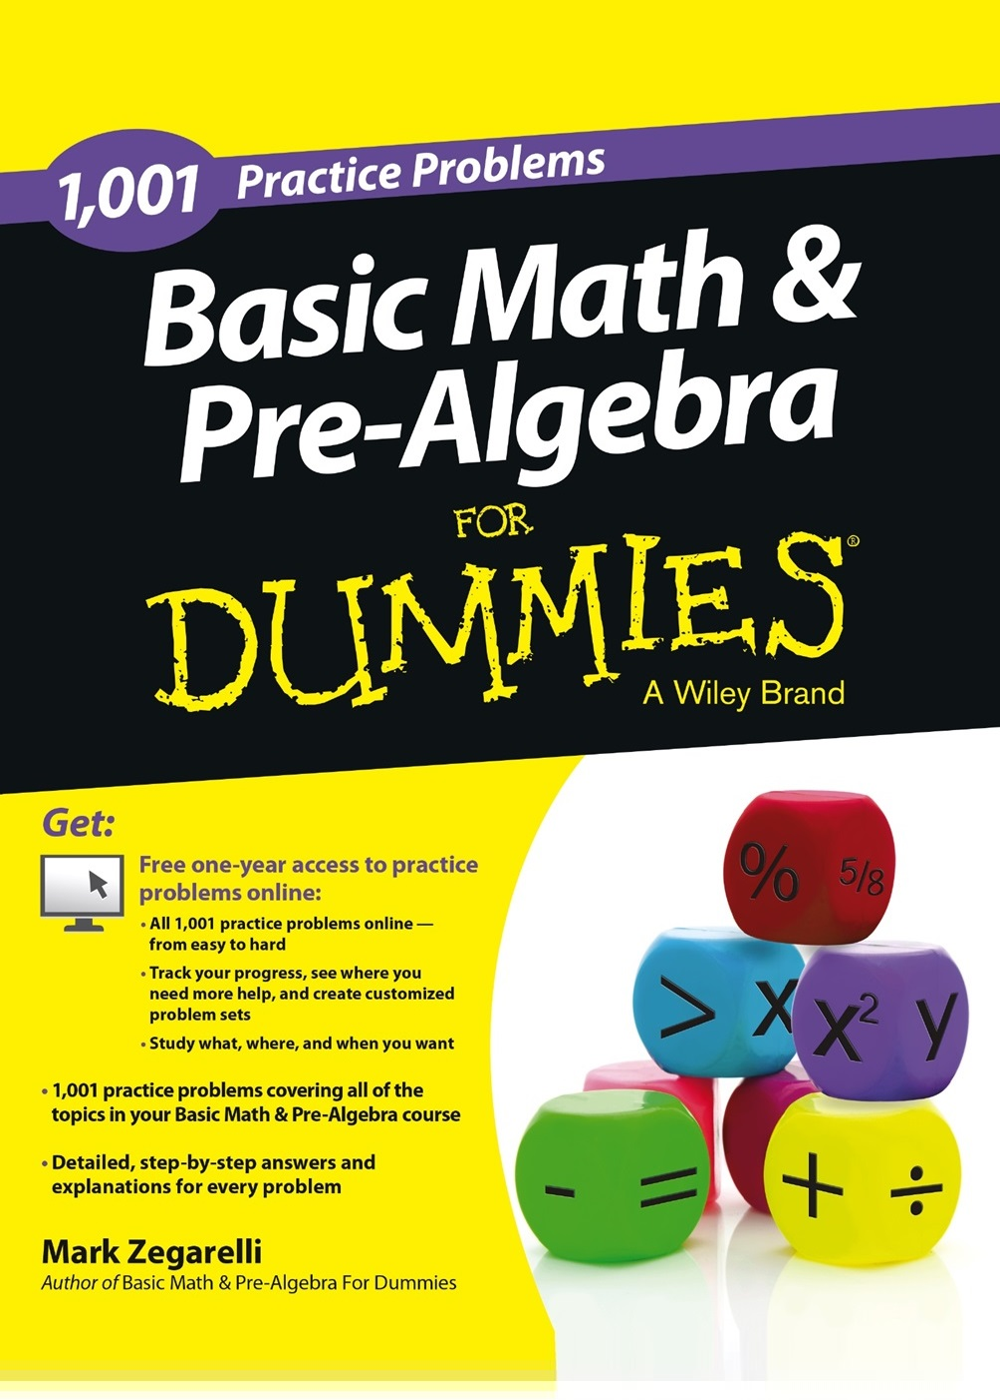 1,001 Practice Problems
Basic Math &
Pre-Algebra
FOR
DUMMIES®
A Wiley Brand
Get:
Free one-year access to practice
problems online:
• All 1,001 practice problems online —
from easy to hard
• Track your progress, see where you
need more help, and create customized
problem sets
• Study what, where, and when you want
• 1,001 practice problems covering all of the
topics in your Basic Math & Pre-Algebra course
• Detailed, step-by-step answers and
explanations for every problem
Mark Zegarelli
Author of Basic Math & Pre-Algebra For Dummies
% 5/8
> x
x² y
- =
+ ÷